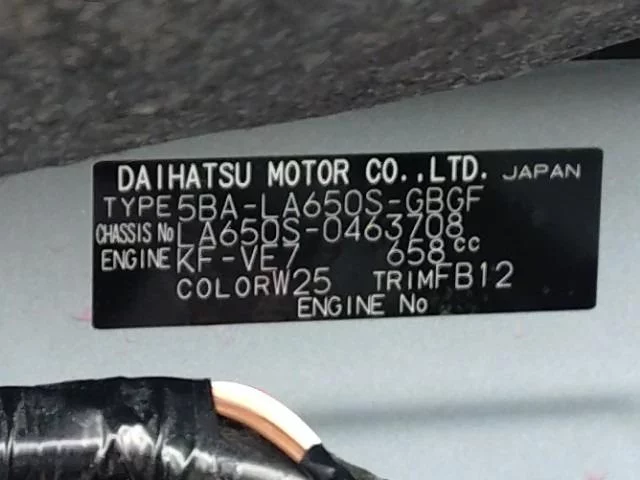 DAIHATSU MOTOR CO.,LTD. JAPAN
TYPE 5BA-LA650S-GBGF
CHASSIS No LA650S-0463708
ENGINE KF-VE7 658cc
COLOR W25 TRIM FB12
ENGINE No